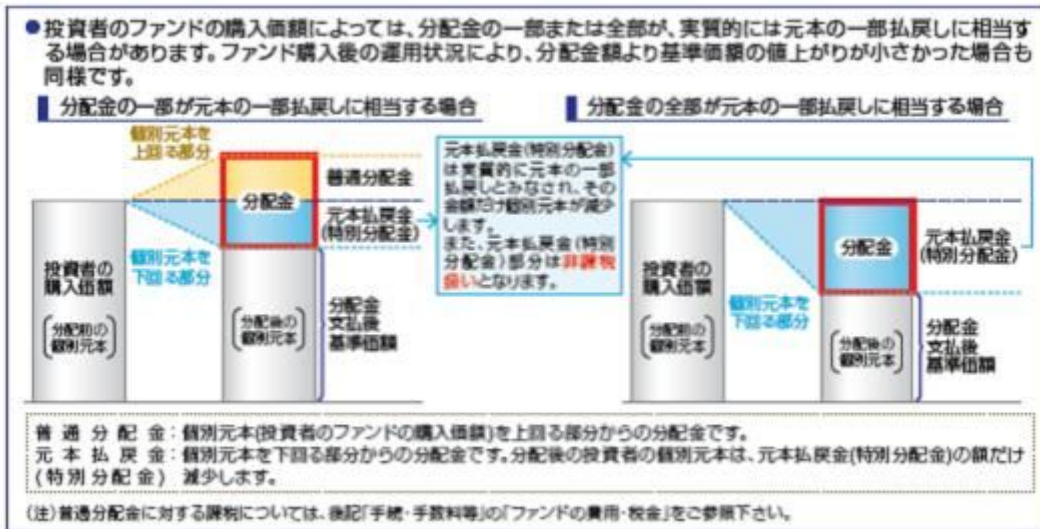 ●投資者のファンドの購入価額によっては、分配金の一部または全部が、実質的には元本の一部払戻しに相当す
る場合があります。ファンド購入後の運用状況により、分配金額より基準価額の値上がりが小さかった場合も
同様です。
分配金の一部が元本の一部払戻しに相当する場合
個別元本を
上回る部分
普通分配金
分配金
元本払戻金
(特別分配金)
個別元本を
下回る部分
投資者の
購入価額
(分配前の
個別元本)
(分配後の
個別元本)
分配金
支払後
基準価額
元本払戻金(特別分配金)
は実質的に元本の一部
払戻しとみなされ、その
金額だけ個別元本が減少
します。
また、元本払戻金(特別
分配金)部分は非課税
扱いとなります。
分配金の全部が元本の一部払戻しに相当する場合
分配金
元本払戻金
(特別分配金)
投資者の
購入価額
個別元本を
下回る部分
(分配前の
個別元本)
(分配後の
個別元本)
分配金
支払後
基準価額
普通分配金:個別元本(投資者のファンドの購入価額)を上回る部分からの分配金です。
元本払戻金:個別元本を下回る部分からの分配金です。分配後の投資者の個別元本は、元本払戻金(特別分配金)の額だけ
(特別分配金) 減少します。
(注)普通分配金に対する課税については、後記「手続・手数料等」の「ファンドの費用・税金」をご参照下さい。